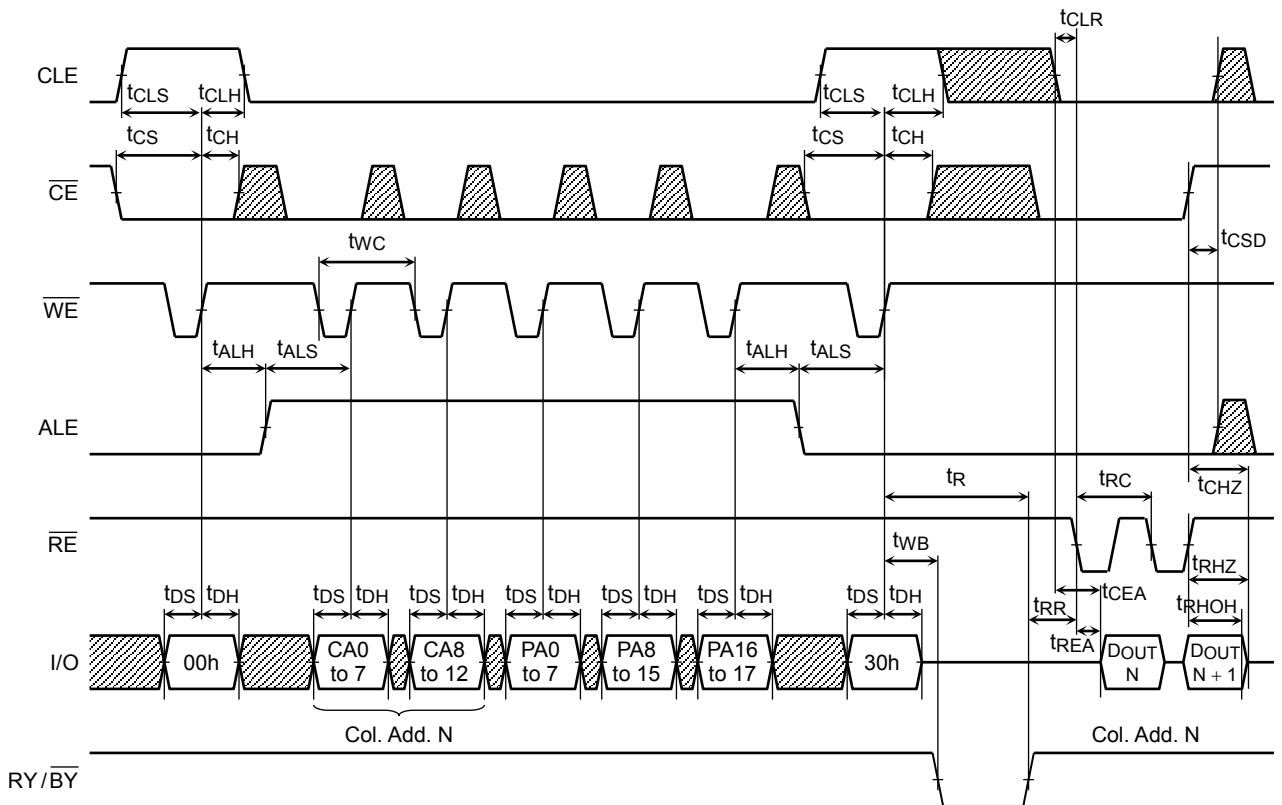 tCLR
CLE
tCLS tCLH tCLS tCLH
tCS tCH tCS tCH
CE
tWC tCSD
WE
tALH tALS tALH tALS
ALE
tR tRC tCHZ
RE
tWB tRHZ
tDS tDH tDS tDH tDS tDH tDS tDH tDS tDH tDS tDH tDS tDH tRR tCEA tRHOH
tREA
I/O 00h CA0 to 7 CA8 to 12 PA0 to 7 PA8 to 15 PA16 to 17 30h DOUT N DOUT N + 1
Col. Add. N Col. Add. N
RY / BY